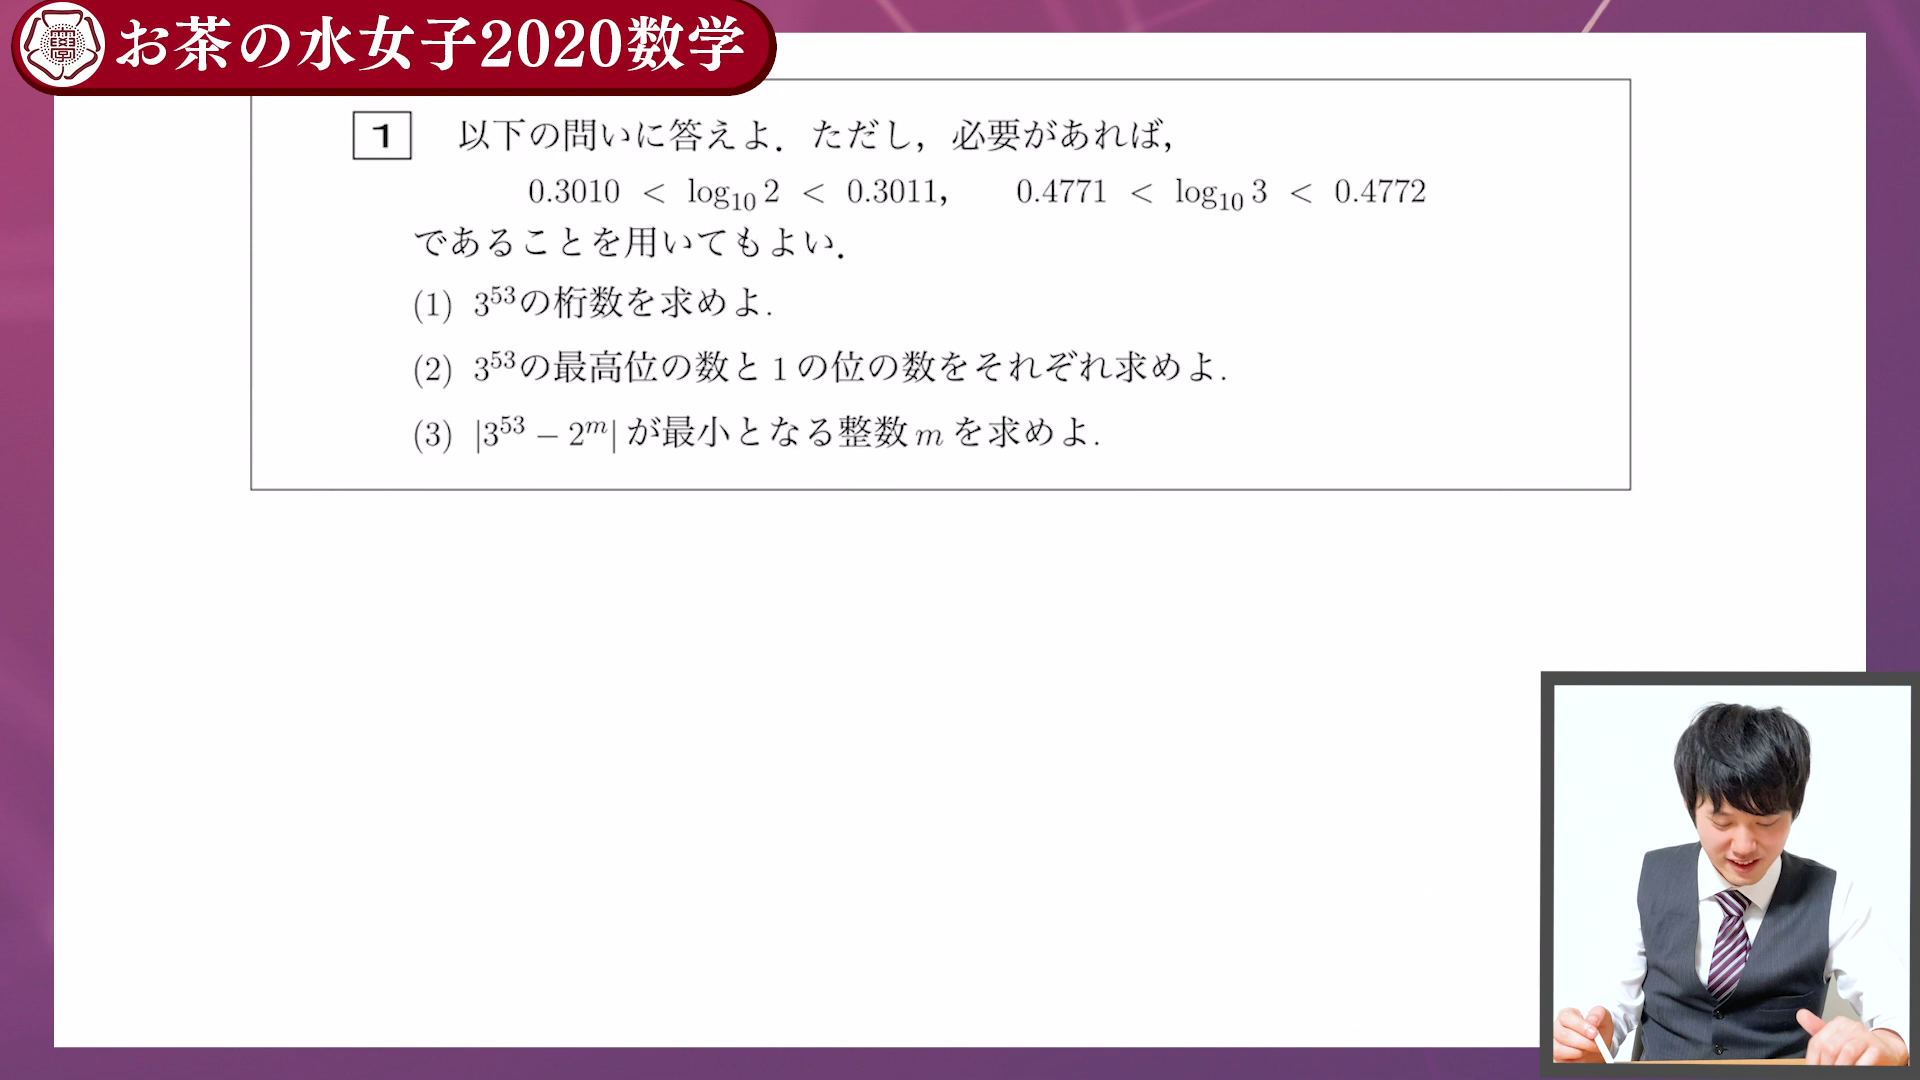 お茶の水女子2020数学
1 以下の問いに答えよ．ただし，必要があれば，
0.3010 < log₁₀ 2 < 0.3011,  0.4771 < log₁₀ 3 < 0.4772
であることを用いてもよい．
(1) 3⁵³の桁数を求めよ.
(2) 3⁵³の最高位の数と1の位の数をそれぞれ求めよ.
(3) |3⁵³ − 2ᵐ| が最小となる整数 m を求めよ.